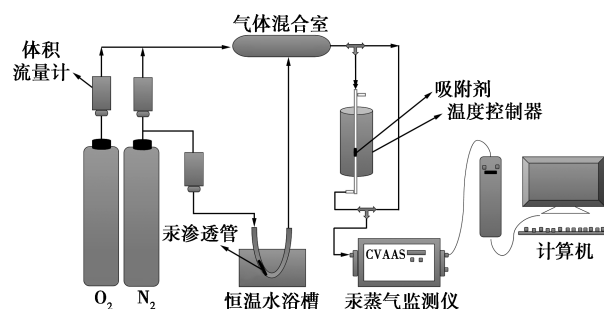 气体混合室
体积
流量计
吸附剂
温度控制器
汞渗透管
CVAAS
计算机
O₂
N₂
恒温水浴槽
汞蒸气监测仪